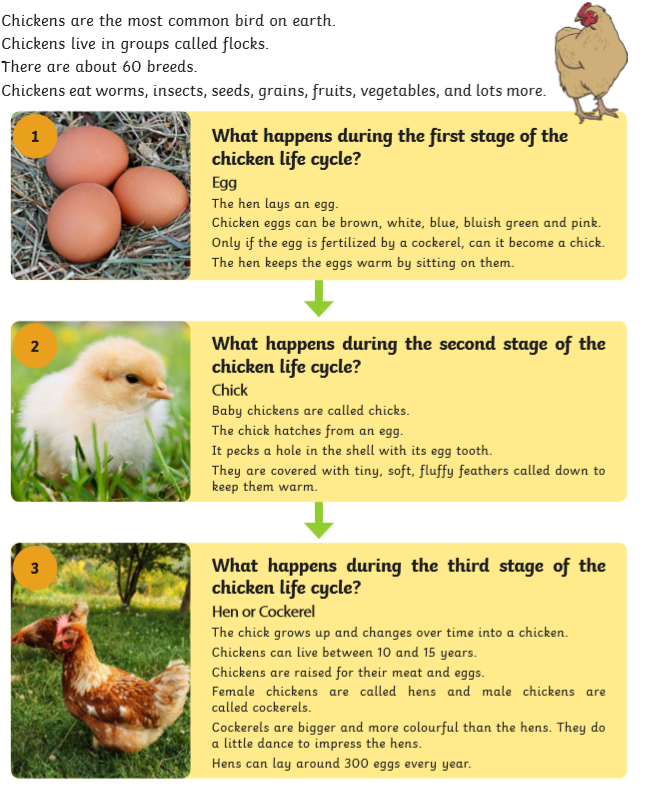 Chickens are the most common bird on earth.
Chickens live in groups called flocks.
There are about 60 breeds.
Chickens eat worms, insects, seeds, grains, fruits, vegetables, and lots more.
1
What happens during the first stage of the
chicken life cycle?
Egg
The hen lays an egg.
Chicken eggs can be brown, white, blue, bluish green and pink.
Only if the egg is fertilized by a cockerel, can it become a chick.
The hen keeps the eggs warm by sitting on them.
2
What happens during the second stage of the
chicken life cycle?
Chick
Baby chickens are called chicks.
The chick hatches from an egg.
It pecks a hole in the shell with its egg tooth.
They are covered with tiny, soft, fluffy feathers called down to
keep them warm.
3
What happens during the third stage of the
chicken life cycle?
Hen or Cockerel
The chick grows up and changes over time into a chicken.
Chickens can live between 10 and 15 years.
Chickens are raised for their meat and eggs.
Female chickens are called hens and male chickens are
called cockerels.
Cockerels are bigger and more colourful than the hens. They do
a little dance to impress the hens.
Hens can lay around 300 eggs every year.